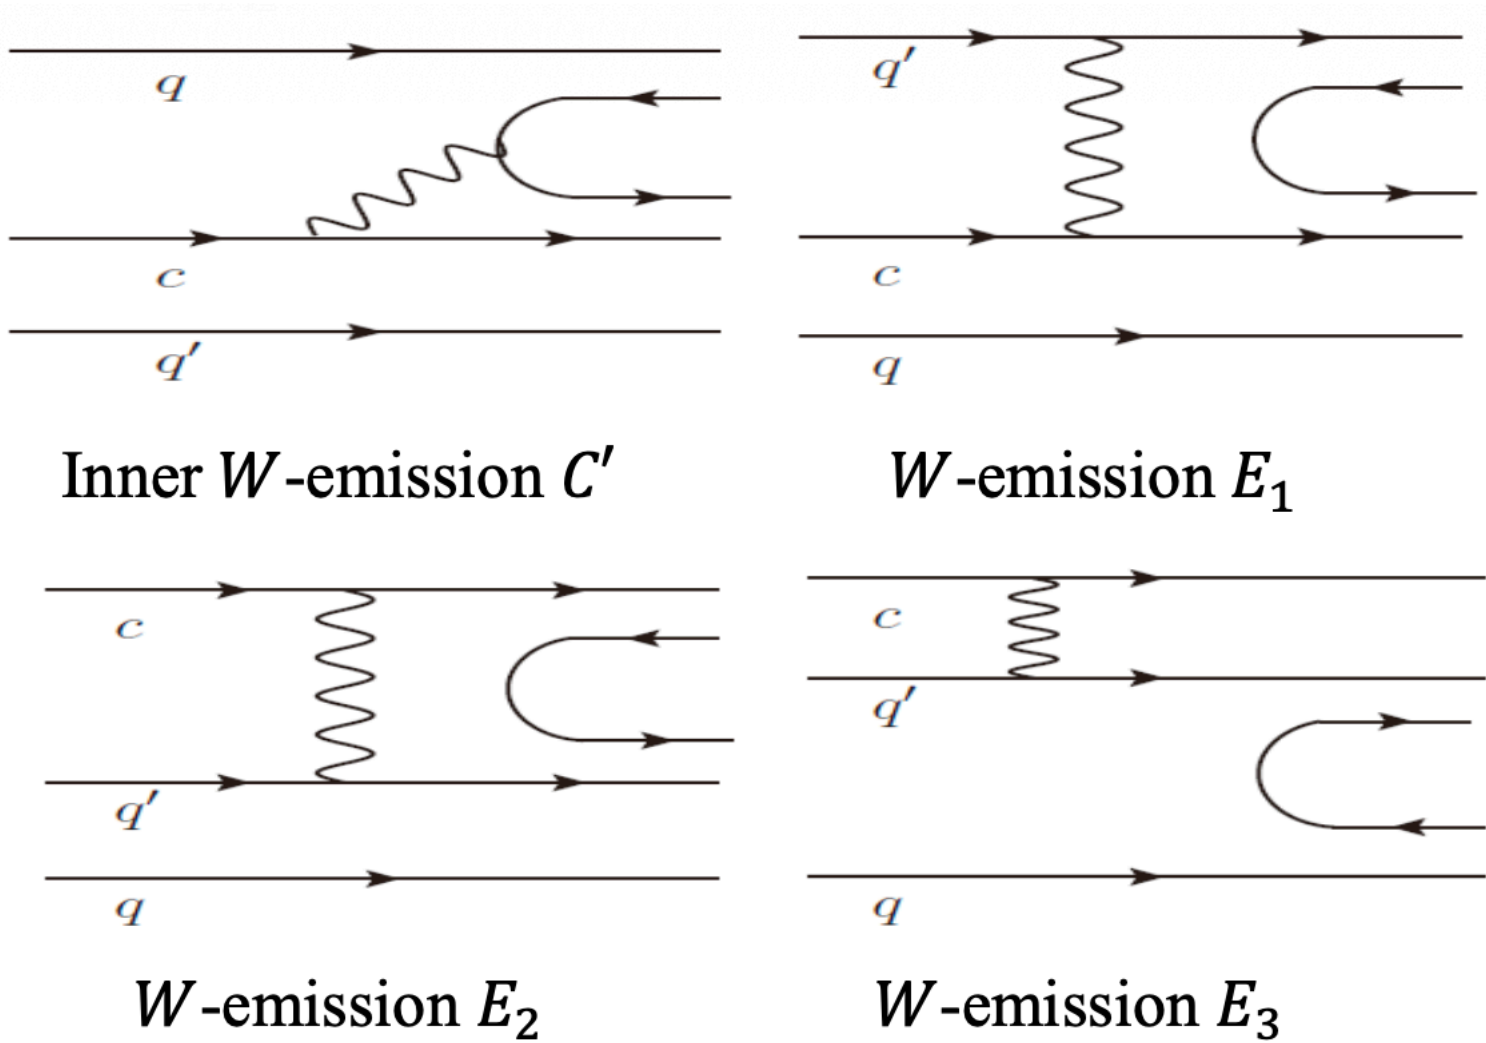 q
c
q′
Inner W-emission C′
q′
c
q
W-emission E₁
c
q′
q
W-emission E₂
c
q′
q
W-emission E₃